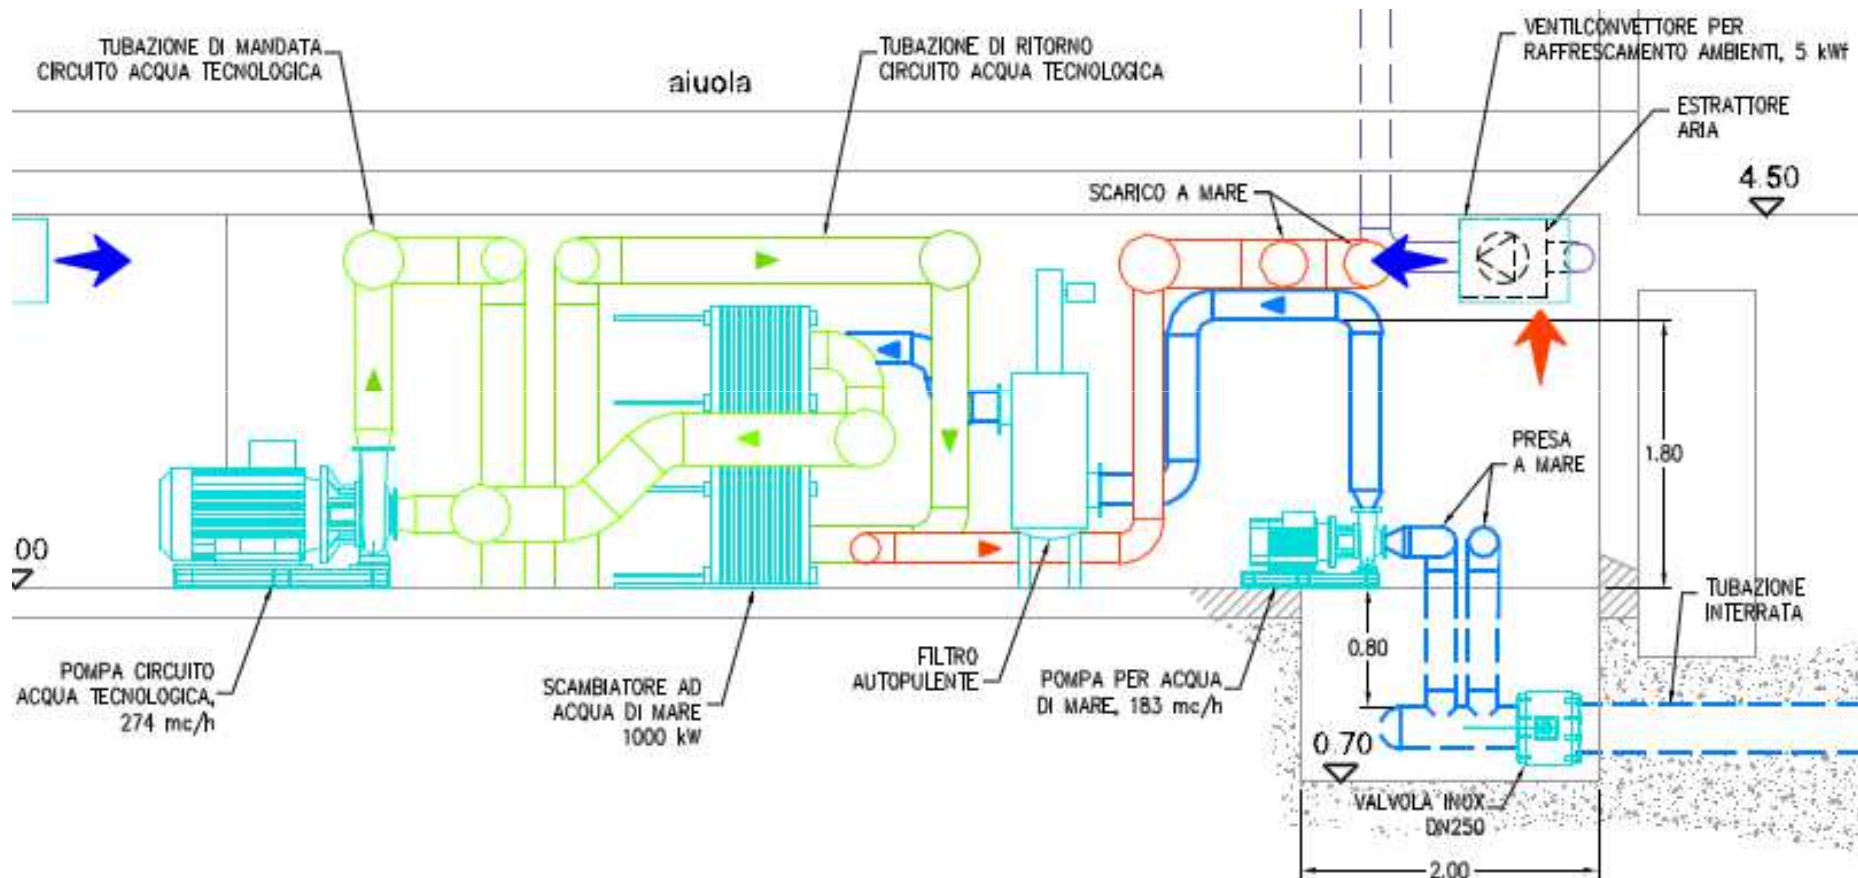 TUBAZIONE DI MANDATA
CIRCUITO ACQUA TECNOLOGICA
aiuola
TUBAZIONE DI RITORNO
CIRCUITO ACQUA TECNOLOGICA
VENTILCONVETTORE PER
RAFFRESCAMENTO AMBIENTI, 5 kWf
ESTRATTORE
ARIA
SCARICO A MARE
4.50
PRESA
A MARE
1.80
00
TUBAZIONE
INTERRATA
0.80
POMPA CIRCUITO
ACQUA TECNOLOGICA,
274 mc/h
SCAMBIATORE AD
ACQUA DI MARE
1000 kW
FILTRO
AUTOPULENTE
POMPA PER ACQUA
DI MARE, 183 mc/h
0.70
VALVOLA INOX
DN250
2.00